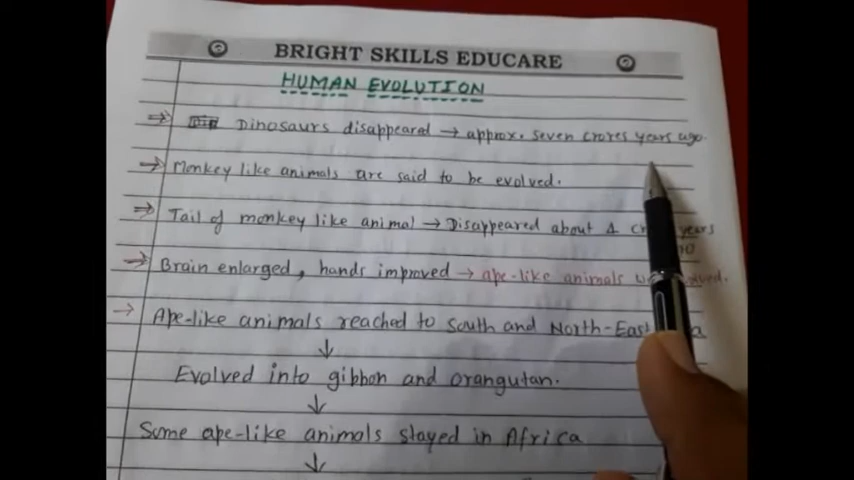 BRIGHT SKILLS EDUCARE
HUMAN EVOLUTION
⇒ Dinosaurs disappeared → approx. seven crores years ago.
⇒ Monkey like animals are said to be evolved.
⇒ Tail of monkey like animal → Disappeared about 4 years
⇒ Brain enlarged, hands improved → ape-like animals
→ Ape-like animals reached to South and North-East
↓
Evolved into gibbon and orangutan.
↓
Some ape-like animals stayed in Africa
↓